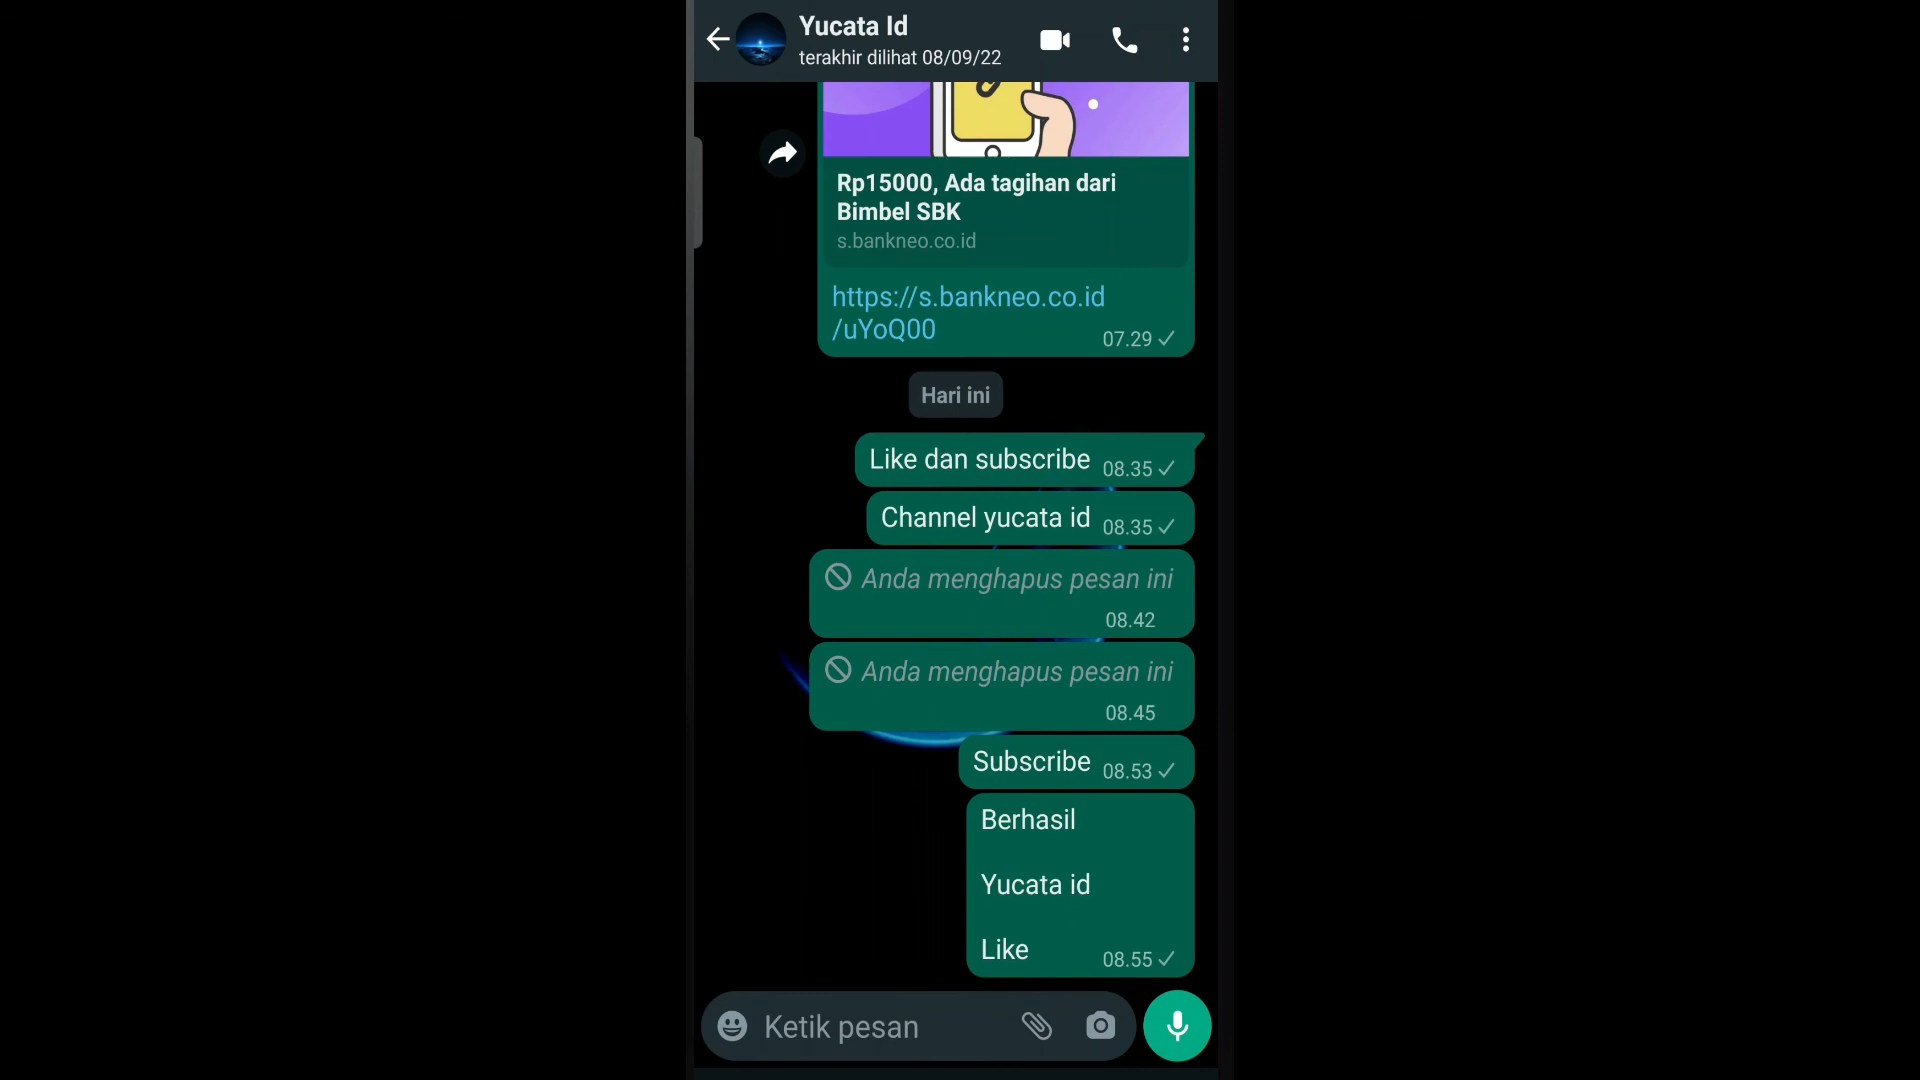 Yucata Id
terakhir dilihat 08/09/22
Rp15000, Ada tagihan dari
Bimbel SBK
s.bankneo.co.id
https://s.bankneo.co.id
/uYoQ00
07.29
Hari ini
Like dan subscribe 08.35
Channel yucata id 08.35
Anda menghapus pesan ini
08.42
Anda menghapus pesan ini
08.45
Subscribe 08.53
Berhasil
Yucata id
Like 08.55
Ketik pesan